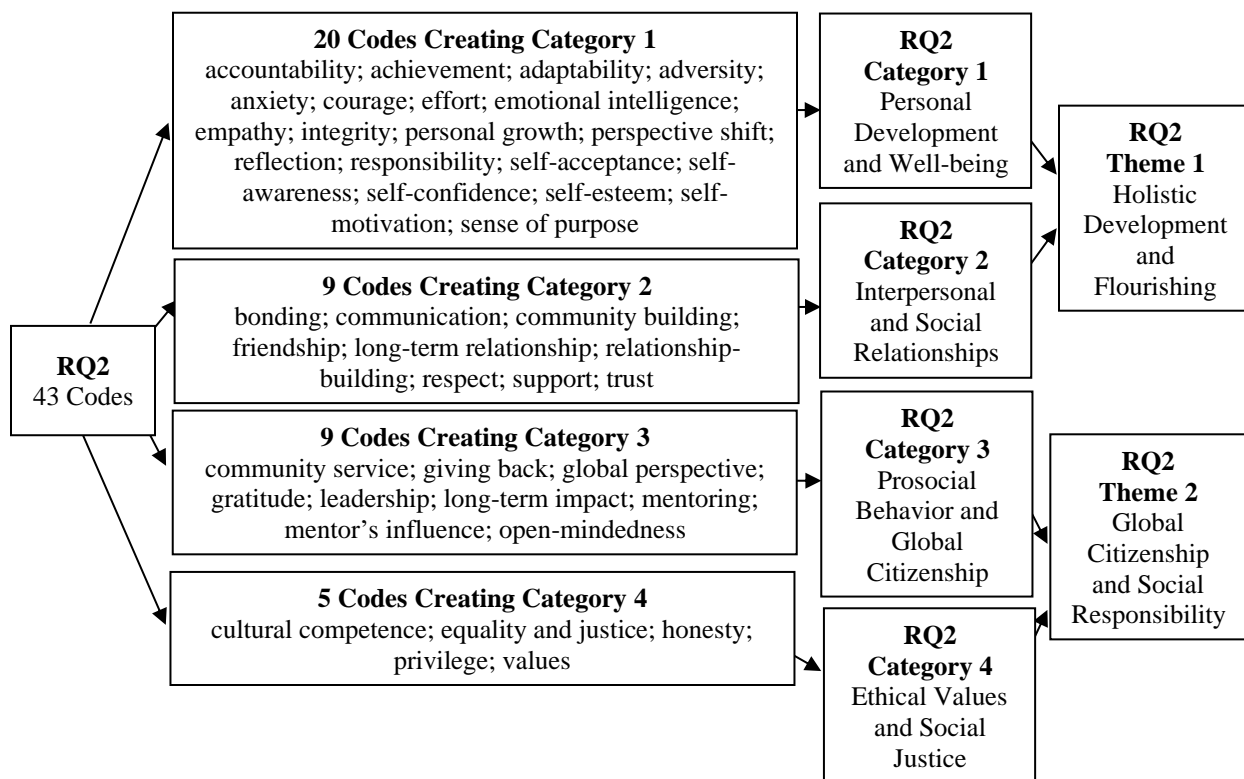 RQ2
43 Codes
20 Codes Creating Category 1
accountability; achievement; adaptability; adversity;
anxiety; courage; effort; emotional intelligence;
empathy; integrity; personal growth; perspective shift;
reflection; responsibility; self-acceptance; self-
awareness; self-confidence; self-esteem; self-
motivation; sense of purpose
9 Codes Creating Category 2
bonding; communication; community building;
friendship; long-term relationship; relationship-
building; respect; support; trust
9 Codes Creating Category 3
community service; giving back; global perspective;
gratitude; leadership; long-term impact; mentoring;
mentor’s influence; open-mindedness
5 Codes Creating Category 4
cultural competence; equality and justice; honesty;
privilege; values
RQ2
Category 1
Personal
Development
and Well-being
RQ2
Category 2
Interpersonal
and Social
Relationships
RQ2
Category 3
Prosocial
Behavior and
Global
Citizenship
RQ2
Category 4
Ethical Values
and Social
Justice
RQ2
Theme 1
Holistic
Development
and
Flourishing
RQ2
Theme 2
Global
Citizenship
and Social
Responsibility